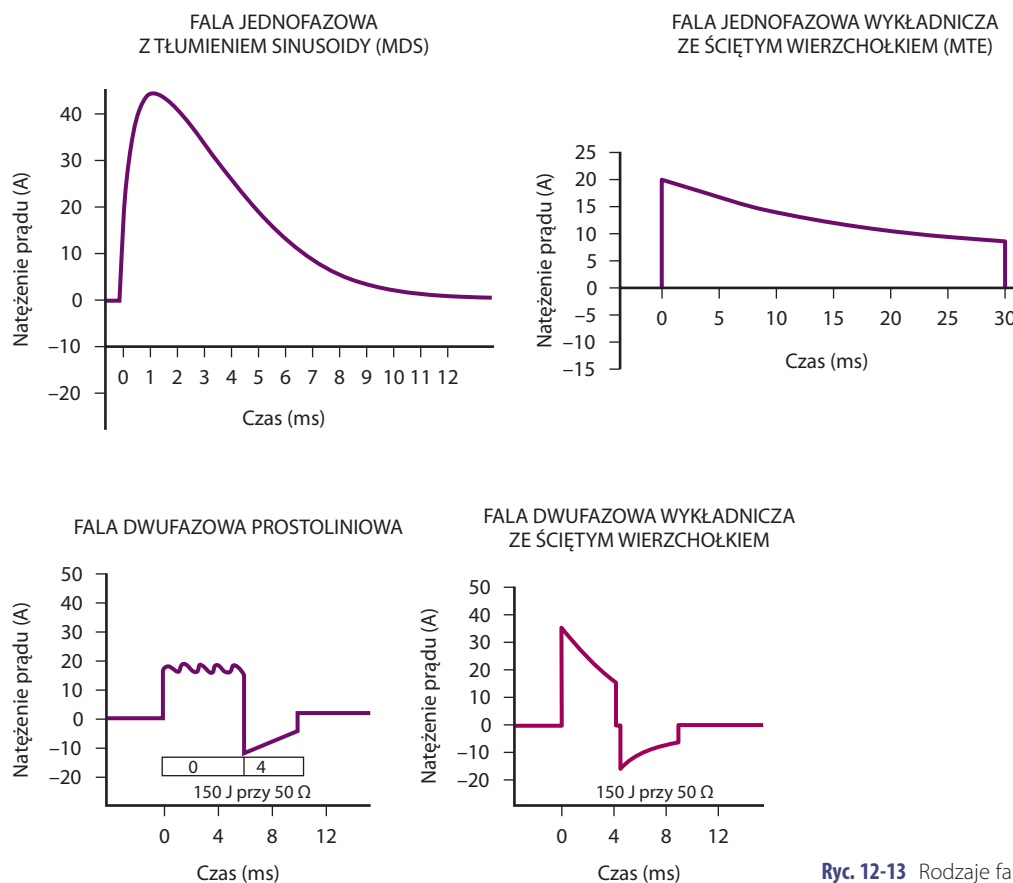 FALA JEDNOFAZOWA
Z TŁUMIENIEM SINUSOIDY (MDS)
Natężenie prądu (A)
40
30
20
10
0
–10
–20
0 1 2 3 4 5 6 7 8 9 10 11 12
Czas (ms)
FALA JEDNOFAZOWA WYKŁADNICZA
ZE ŚCIĘTYM WIERZCHOŁKIEM (MTE)
Natężenie prądu (A)
25
20
15
10
5
0
–5
–10
–15
0 5 10 15 20 25 30
Czas (ms)
FALA DWUFAZOWA PROSTOLINIOWA
Natężenie prądu (A)
50
40
30
20
10
0
–10
–20
0 4
150 J przy 50 Ω
0 4 8 12
Czas (ms)
FALA DWUFAZOWA WYKŁADNICZA
ZE ŚCIĘTYM WIERZCHOŁKIEM
Natężenie prądu (A)
50
40
30
20
10
0
–10
–20
150 J przy 50 Ω
0 4 8 12
Czas (ms)
Ryc. 12-13 Rodzaje fa